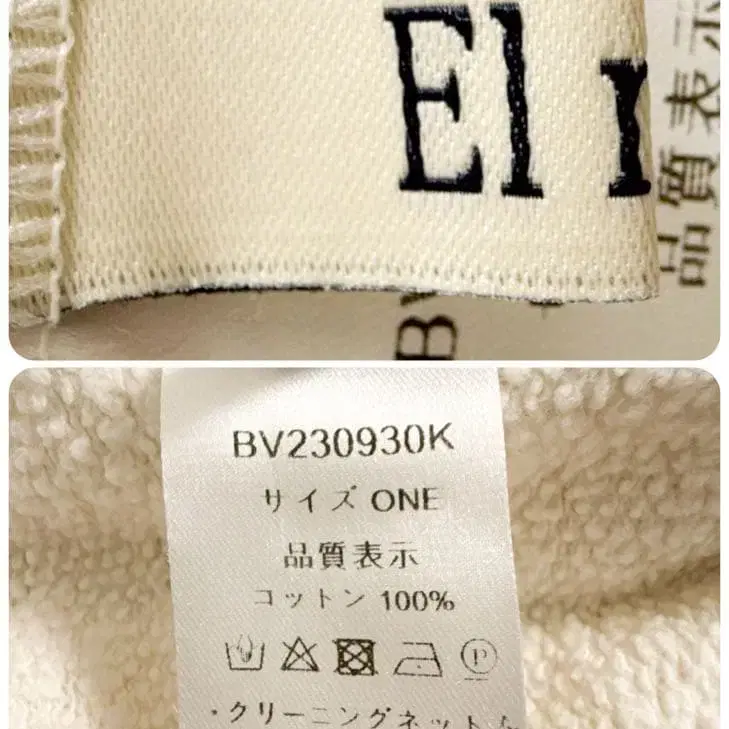 El
品質表示
BV
BV230930K
サイズ ONE
品質表示
コットン 100%
・クリーニングネット